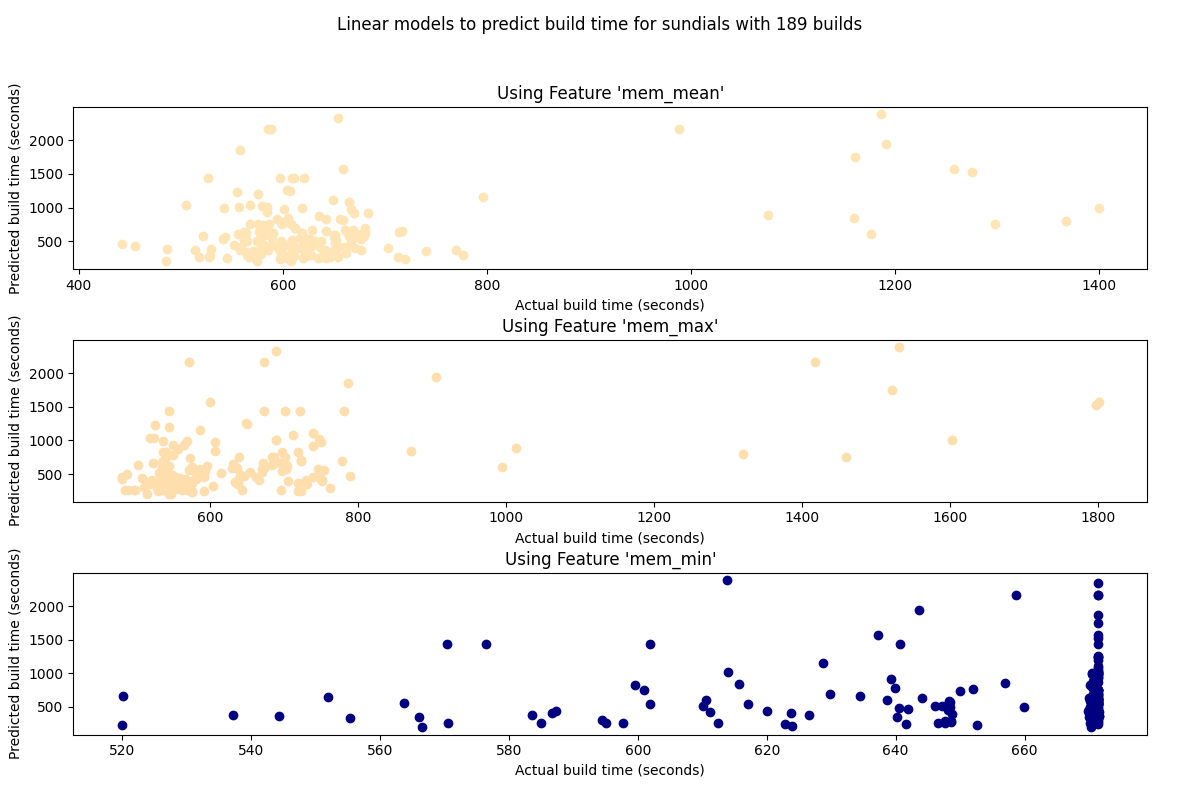 Linear models to predict build time for sundials with 189 builds
Using Feature 'mem_mean'
Predicted build time (seconds)
2000
1500
1000
500
400 600 800 1000 1200 1400
Actual build time (seconds)
Using Feature 'mem_max'
Predicted build time (seconds)
2000
1500
1000
500
600 800 1000 1200 1400 1600 1800
Actual build time (seconds)
Using Feature 'mem_min'
Predicted build time (seconds)
2000
1500
1000
500
520 540 560 580 600 620 640 660
Actual build time (seconds)